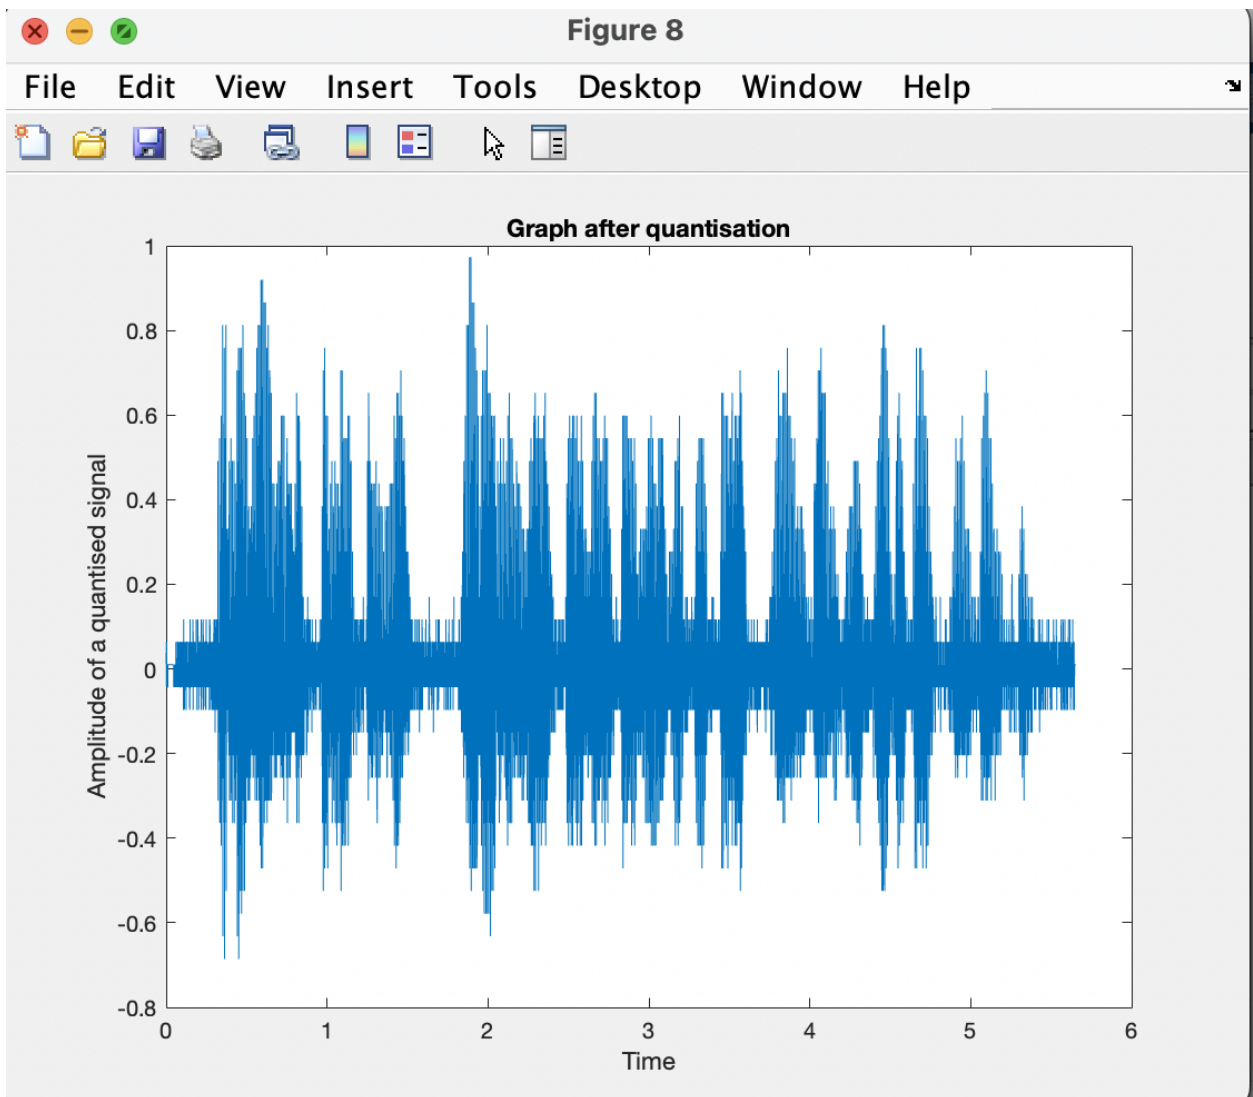 Figure 8
File Edit View Insert Tools Desktop Window Help
Graph after quantisation
1
0.8
0.6
0.4
0.2
0
-0.2
-0.4
-0.6
-0.8
Amplitude of a quantised signal
0 1 2 3 4 5 6
Time